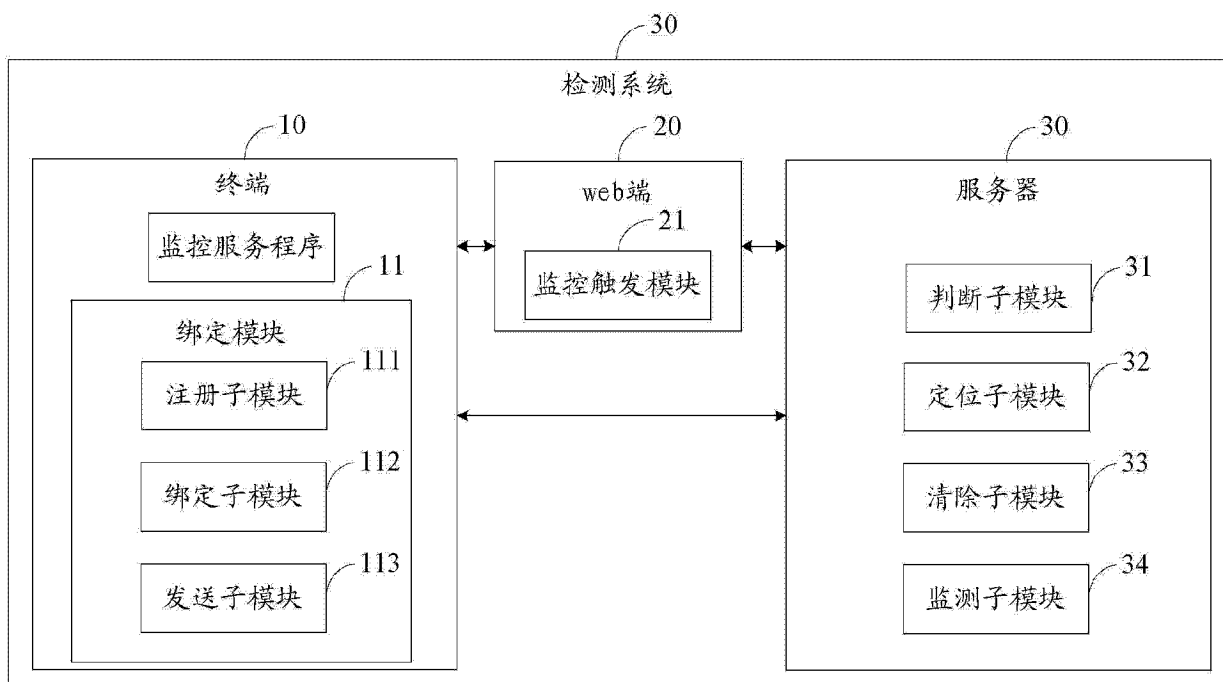 30
检测系统
10
终端
监控服务程序
11
绑定模块
111
注册子模块
112
绑定子模块
113
发送子模块
20
web端
21
监控触发模块
30
服务器
31
判断子模块
32
定位子模块
33
清除子模块
34
监测子模块